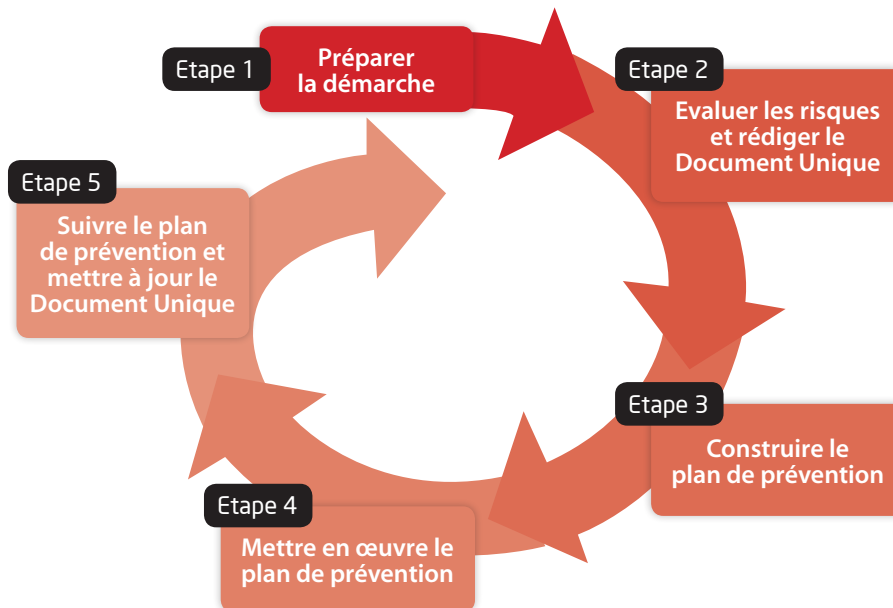 Etape 1
Préparer
la démarche
Etape 2
Evaluer les risques
et rédiger le
Document Unique
Etape 3
Construire le
plan de prévention
Etape 4
Mettre en œuvre le
plan de prévention
Etape 5
Suivre le plan
de prévention et
mettre à jour le
Document Unique